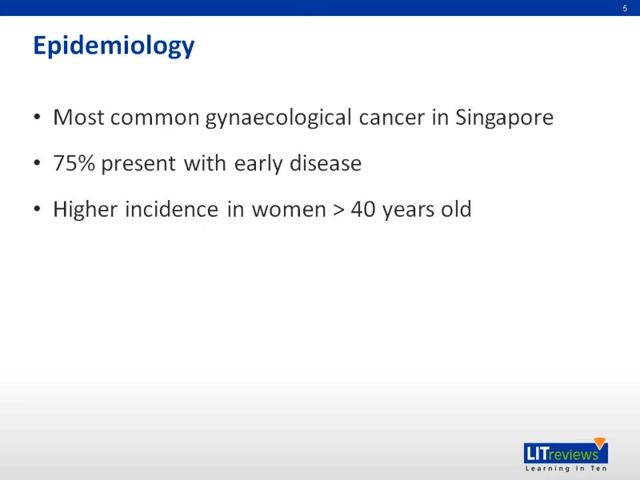 5
Epidemiology
• Most common gynaecological cancer in Singapore
• 75% present with early disease
• Higher incidence in women > 40 years old
LITreviews
Learning In Ten